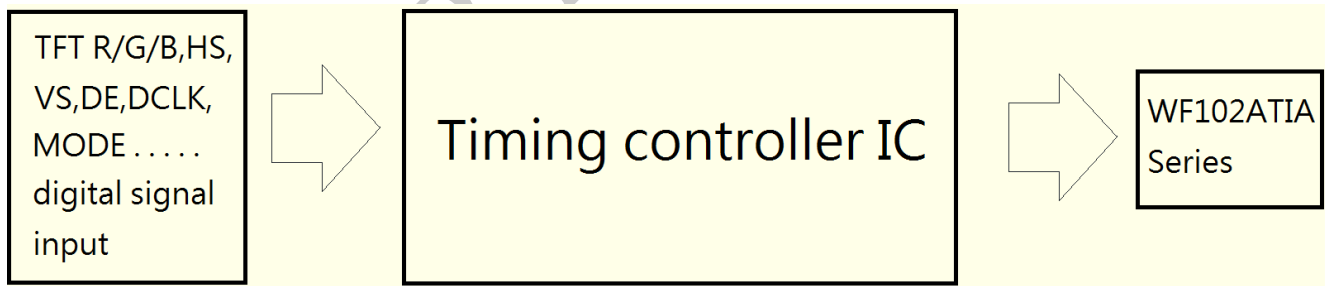 TFT R/G/B,HS,
VS,DE,DCLK,
MODE . . . . .
digital signal
input
Timing controller IC
WF102ATIA
Series